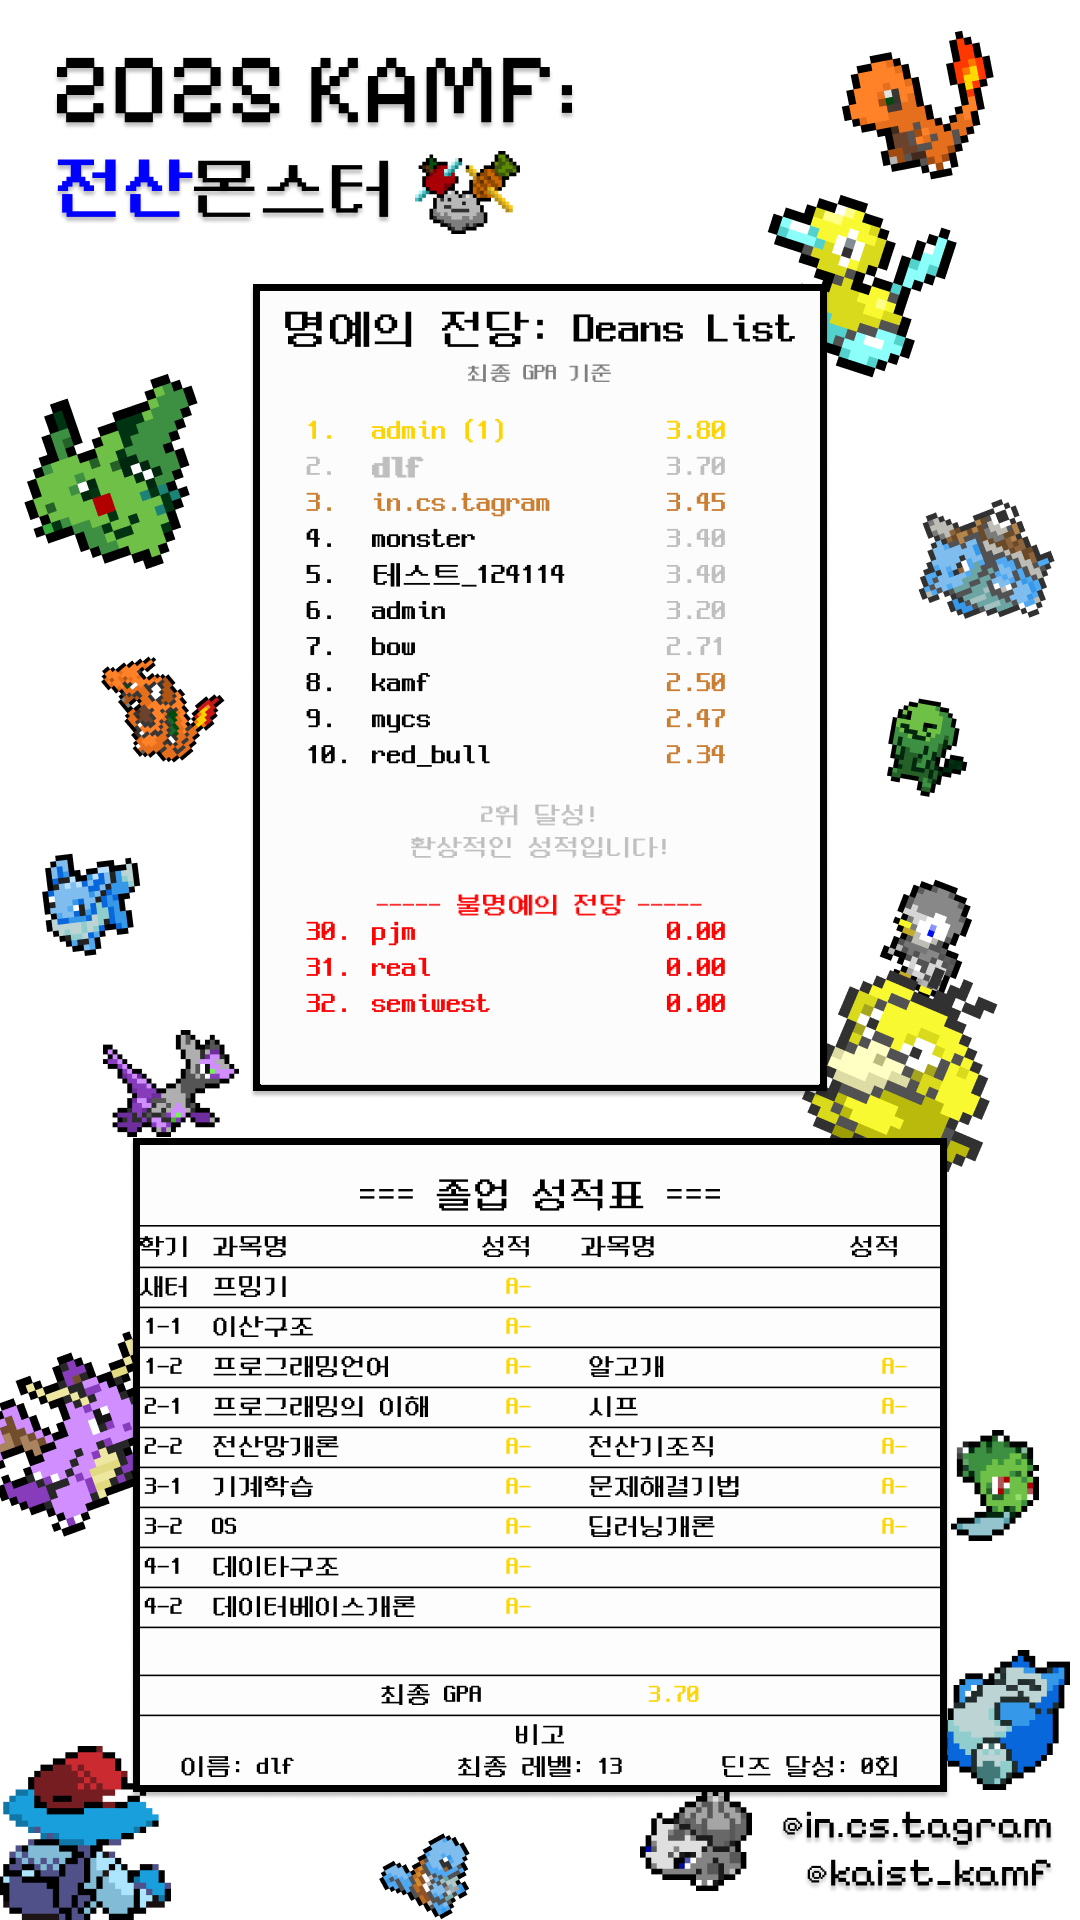 2025 KAMF:
전산몬스터
명예의 전당: Deans List
최종 GPA 기준
1. admin (1) 3.80
2. dlf 3.70
3. in.cs.tagram 3.45
4. monster 3.40
5. 테스트_124114 3.40
6. admin 3.20
7. bow 2.71
8. kamf 2.50
9. mycs 2.47
10. red_bull 2.34
2위 달성!
환상적인 성적입니다!
----- 불명예의 전당 -----
30. pjm 0.00
31. real 0.00
32. semiwest 0.00
=== 졸업 성적표 ===
학기 과목명 성적 과목명 성적
새터 프밍기 A-
1-1 이산구조 A-
1-2 프로그래밍언어 A- 알고개 A-
2-1 프로그래밍의 이해 A- 시프 A-
2-2 전산망개론 A- 전산기조직 A-
3-1 기계학습 A- 문제해결기법 A-
3-2 OS A- 딥러닝개론 A-
4-1 데이타구조 A-
4-2 데이터베이스개론 A-
최종 GPA 3.70
비고
이름: dlf 최종 레벨: 13 딘즈 달성: 0회
@in.cs.tagram
@kaist_kamf